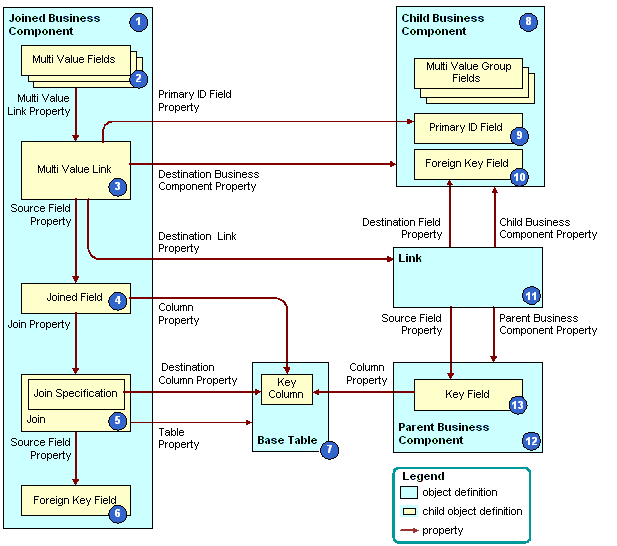 Joined Business
Component
1
Multi Value Fields
2
Multi Value
Link Property
Primary ID Field
Property
Multi Value Link
3
Destination Business
Component Property
Source Field
Property
Destination  Link
Property
Joined Field
4
Column
Property
Join Property
Join Specification
Join
5
Destination
Column Property
Table
Property
Source Field
Property
Foreign Key Field
6
Key
Column
Base Table
7
Child Business
Component
8
Multi Value Group
Fields
Primary ID Field
9
Foreign Key Field
10
Destination Field
Property
Child Business
Component Property
Link
11
Source Field
Property
Parent Business
Component Property
Column
Property
Key Field
13
Parent Business
Component
12
Legend
object definition
child object definition
property